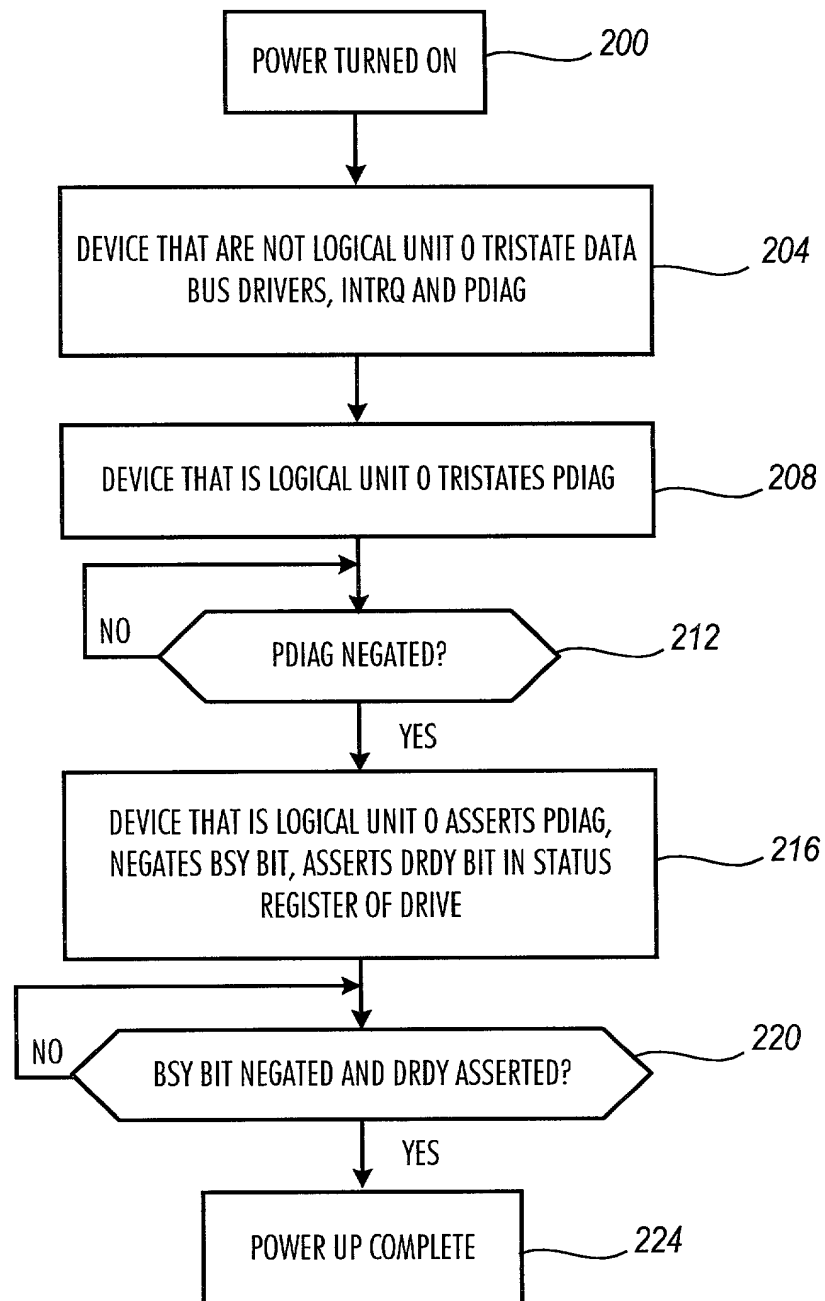 POWER TURNED ON
200
DEVICE THAT ARE NOT LOGICAL UNIT 0 TRISTATE DATA
BUS DRIVERS, INTRQ AND PDIAG
204
DEVICE THAT IS LOGICAL UNIT 0 TRISTATES PDIAG
208
NO
PDIAG NEGATED?
212
YES
DEVICE THAT IS LOGICAL UNIT 0 ASSERTS PDIAG,
NEGATES BSY BIT, ASSERTS DRDY BIT IN STATUS
REGISTER OF DRIVE
216
NO
BSY BIT NEGATED AND DRDY ASSERTED?
220
YES
POWER UP COMPLETE
224